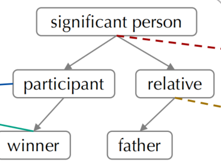 significant person
participant
relative
winner
father